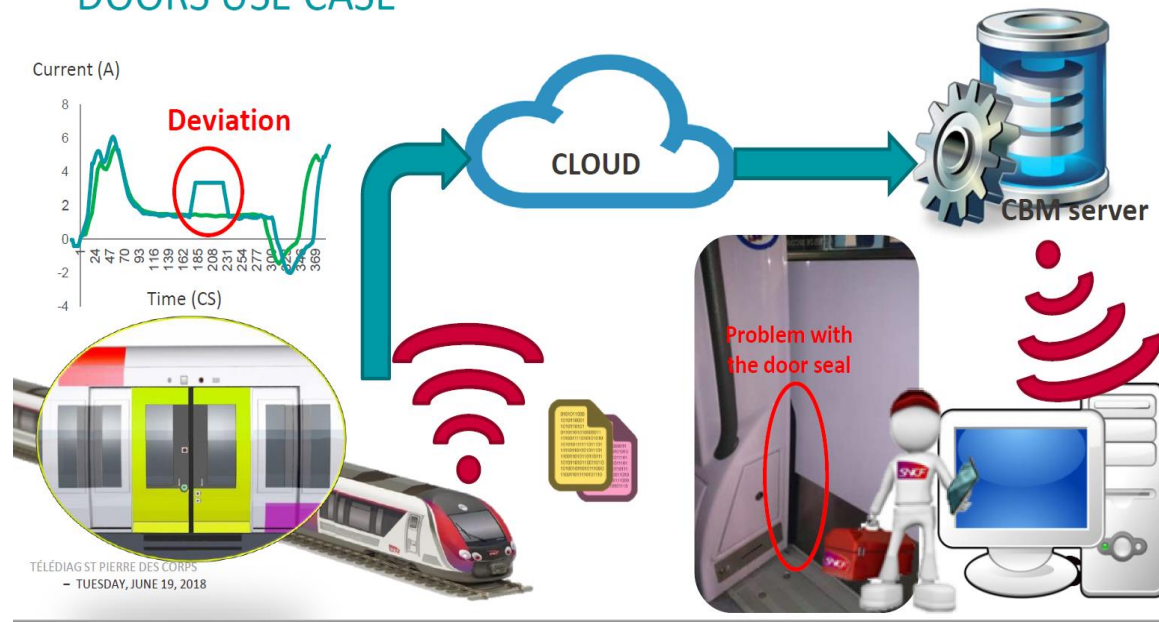 DOORS USE CASE
Current (A)
8
6
4
2
0
-2
-4
1
24
47
70
93
116
139
162
185
208
231
254
277
300
323
346
369
Time (CS)
Deviation
CLOUD
CBM server
Problem with
the door seal
SNCF
SNCF
TÉLÉDIAG ST PIERRE DES CORPS
– TUESDAY, JUNE 19, 2018